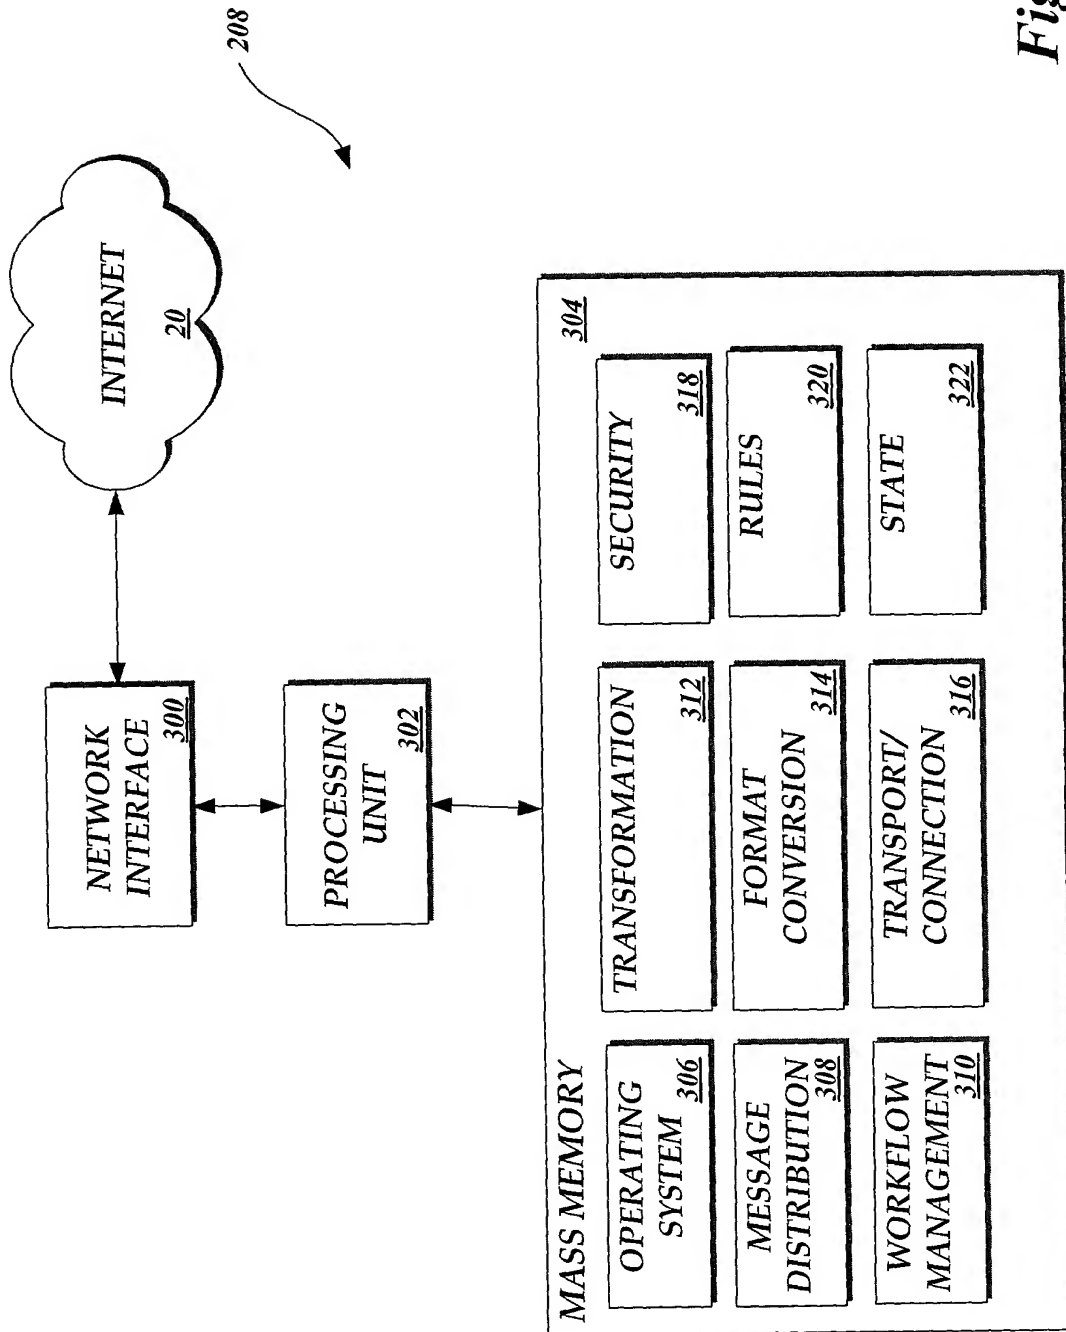 208
INTERNET
20
NETWORK
INTERFACE
300
PROCESSING
UNIT
302
MASS MEMORY
304
OPERATING
SYSTEM
306
TRANSFORMATION
312
SECURITY
318
MESSAGE
DISTRIBUTION
308
FORMAT
CONVERSION
314
RULES
320
WORKFLOW
MANAGEMENT
310
TRANSPORT/
CONNECTION
316
STATE
322
Fig